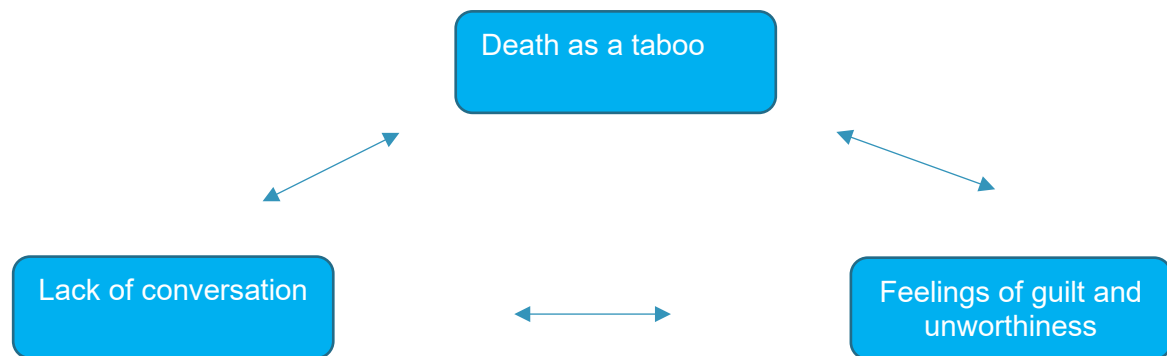 Death as a taboo
Lack of conversation
Feelings of guilt and
unworthiness